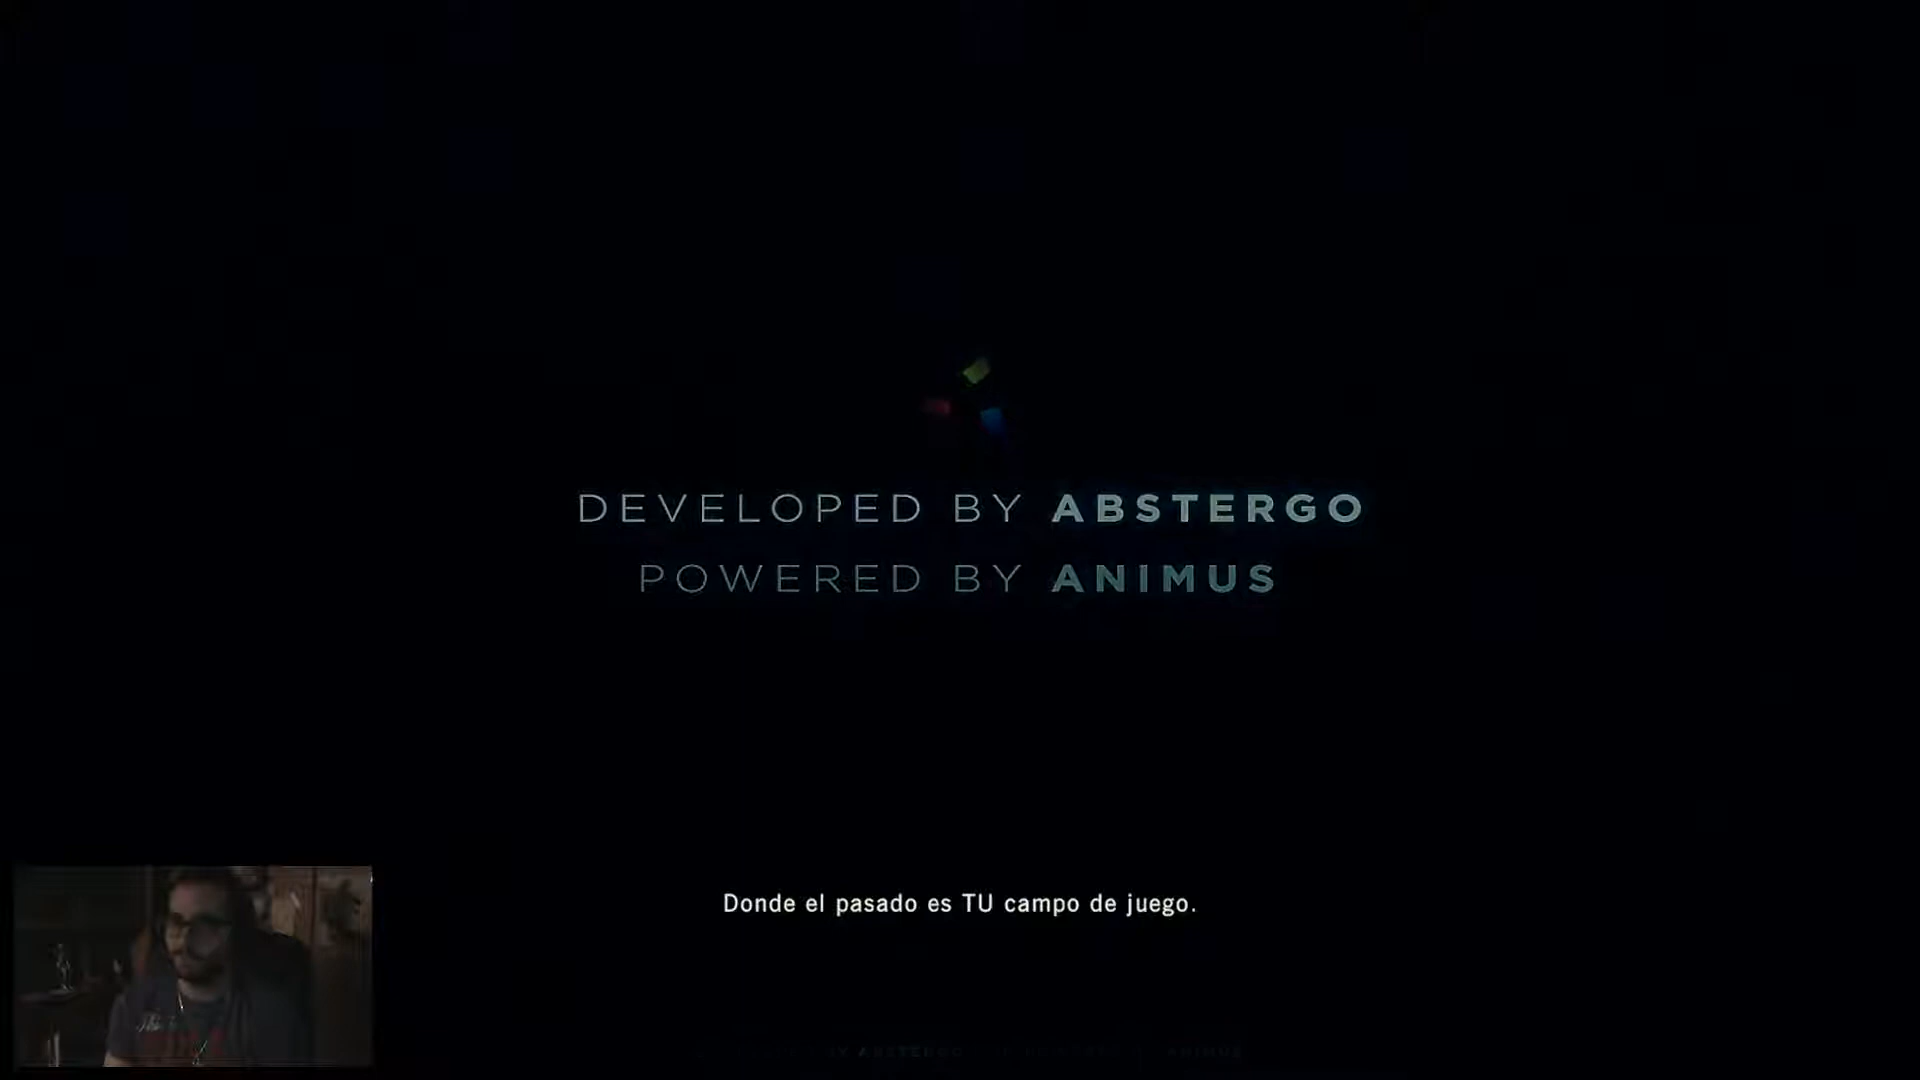 DEVELOPED BY ABSTERGO
POWERED BY ANIMUS
Donde el pasado es TU campo de juego.